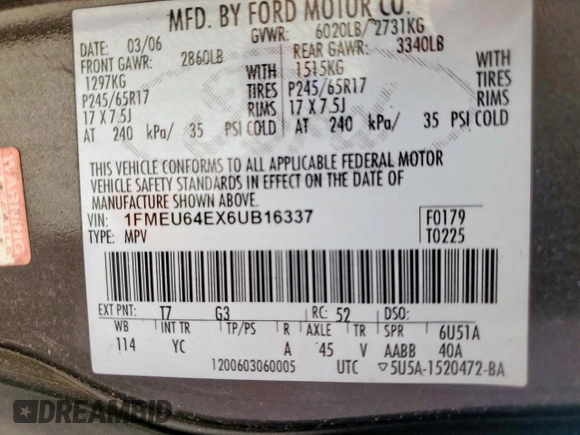 MFD. BY FORD MOTOR CO.
DATE: 03/06 GVWR: 6020LB/ 2731KG
FRONT GAWR: 2860LB REAR GAWR: 3340LB
1297KG WITH 1515KG WITH
P245/65R17 TIRES P245/65R17 TIRES
17 X 7.5J RIMS 17 X 7.5J RIMS
AT 240 kPa/ 35 PSI COLD AT 240 kPa/ 35 PSI COLD
THIS VEHICLE CONFORMS TO ALL APPLICABLE FEDERAL MOTOR
VEHICLE SAFETY STANDARDS IN EFFECT ON THE DATE OF
MANUFACTURE SHOWN ABOVE.
VIN: 1FMEU64EX6UB16337 F0179
TYPE: MPV T0225
EXT PNT: T7 G3 RC: 52 DSO:
WB INT TR TP/PS R AXLE TR SPR 6U51A
114 YC A 45 V AABB 40A
1200603060005 UTC ▽5U5A-1520472-BA
WARNING
DREAMBID